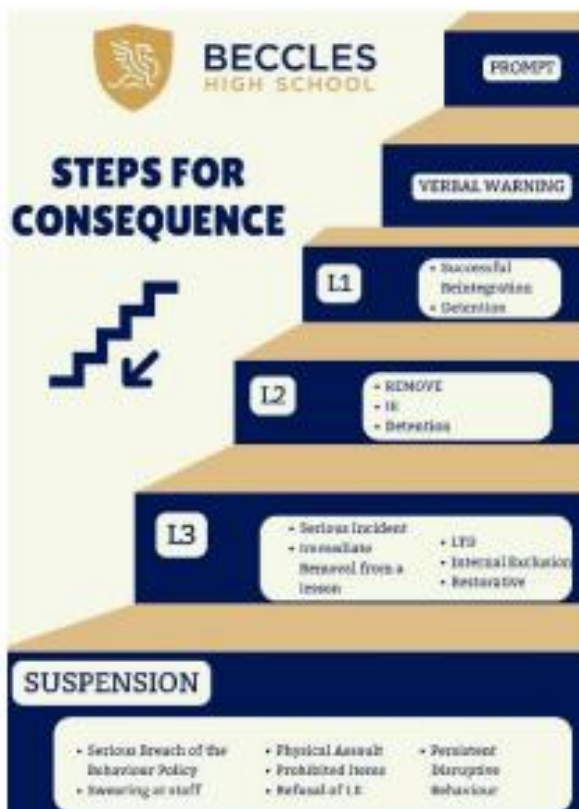 BECCLES
HIGH SCHOOL
STEPS FOR
CONSEQUENCE
PROMPT
VERBAL WARNING
L1
• Successful
Reintegration
• Detention
L2
• REMOVE
• IE
• Detention
L3
• Serious Incident
• Immediate
Removal from a
lesson
• Internal Exclusion
• Restorative
SUSPENSION
• Serious Breach of the
Behaviour Policy
• Swearing at staff
• Physical Assault
• Prohibited Items
• Refusal of I.E
• Persistent
Disruptive
Behaviour